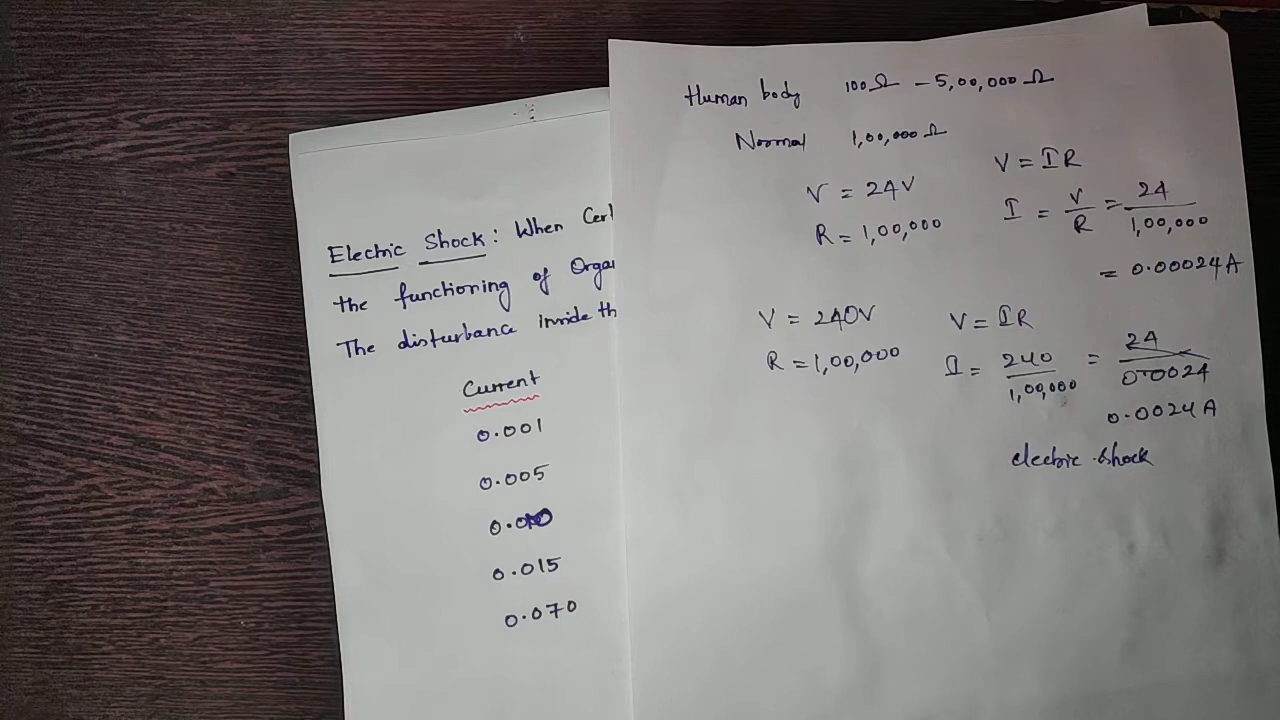 Electric Shock: When Cert
the functioning of Orga
The disturbance inside th
Current
0.001
0.005
0.015
0.070
Human body 100Ω – 5,00,000 Ω
Normal 1,00,000 Ω
V = 24V
R = 1,00,000
V = IR
I = V/R = 24/1,00,000
= 0.00024A
V = 240V
R = 1,00,000
V = IR
I = 240/1,00,000 = 24/0.0024
0.0024A
electric shock